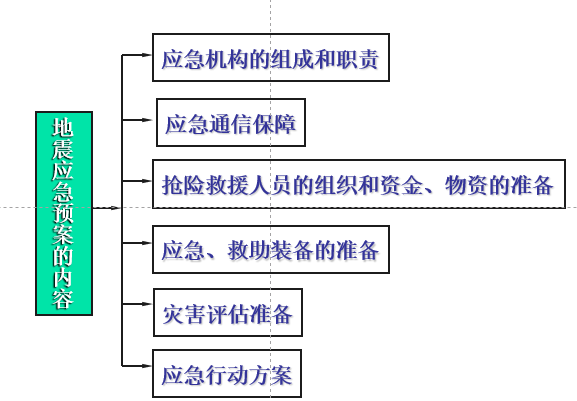 地震应急预案的内容
应急机构的组成和职责
应急通信保障
抢险救援人员的组织和资金、物资的准备
应急、救助装备的准备
灾害评估准备
应急行动方案